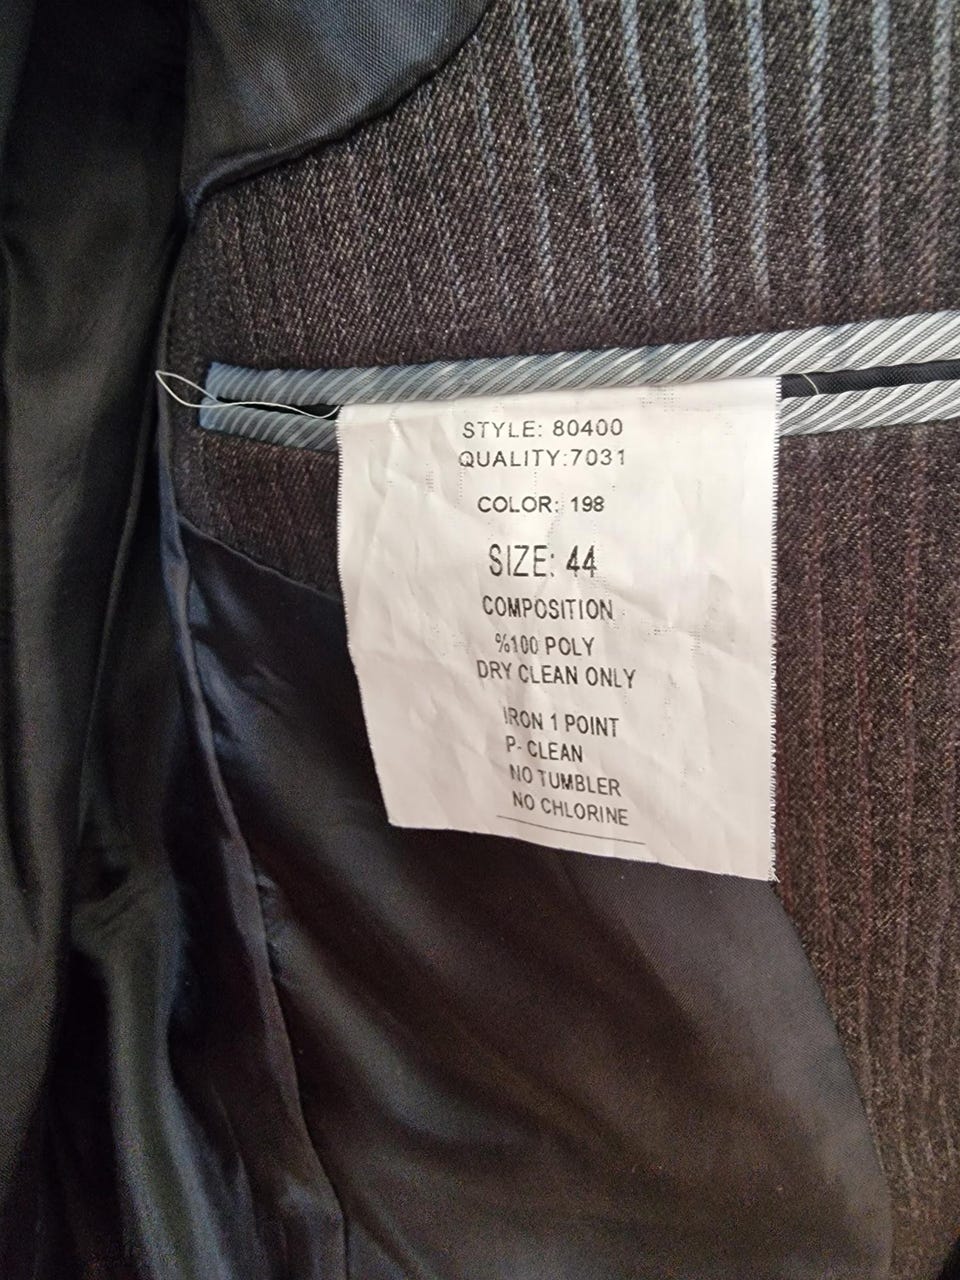 STYLE: 80400
QUALITY:7031
COLOR: 198
SIZE: 44
COMPOSITION
%100 POLY
DRY CLEAN ONLY
IRON 1 POINT
P- CLEAN
NO TUMBLER
NO CHLORINE